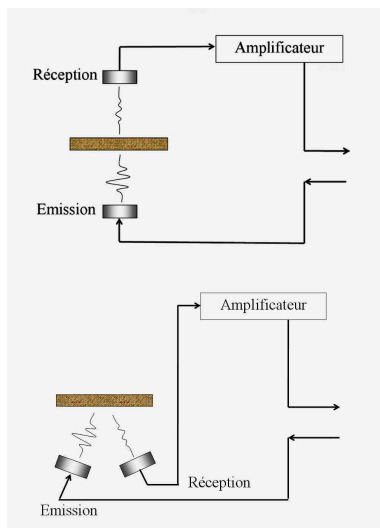 Amplificateur
Réception
Emission
Amplificateur
Réception
Emission